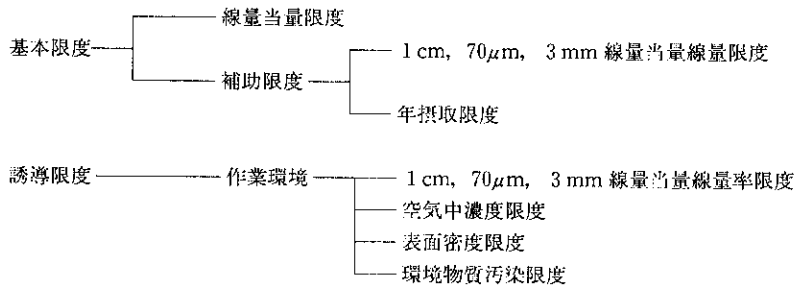 線量当量限度
基本限度
1 cm, 70μm, 3 mm 線量当量線量限度
補助限度
年摂取限度
誘導限度 作業環境 1 cm, 70μm, 3 mm 線量当量線量率限度
空気中濃度限度
表面密度限度
環境物質汚染限度